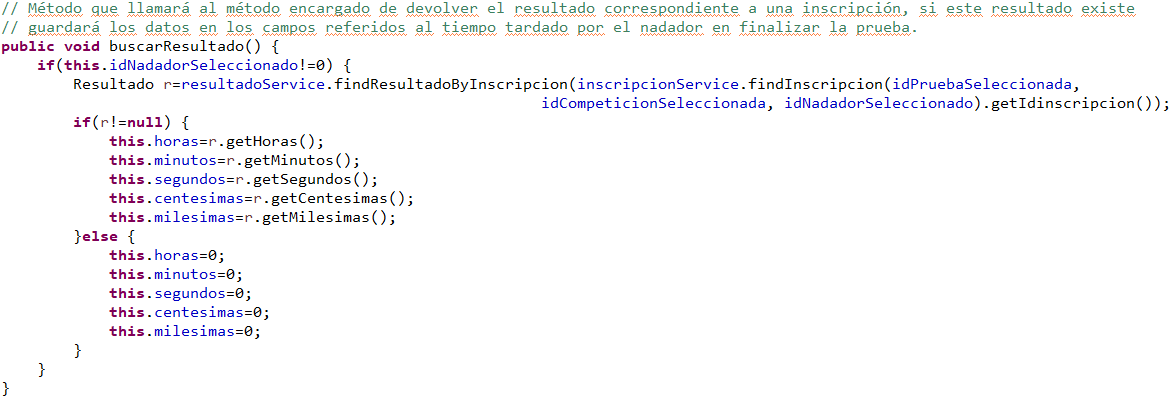 // Método que llamará al método encargado de devolver el resultado correspondiente a una inscripción, si este resultado existe
// guardará los datos en los campos referidos al tiempo tardado por el nadador en finalizar la prueba.
public void buscarResultado() {
    if(this.idNadadorSeleccionado!=0) {
        Resultado r=resultadoService.findResultadoByInscripcion(inscripcionService.findInscripcion(idPruebaSeleccionada,
                                                            idCompeticionSeleccionada, idNadadorSeleccionado).getIdinscripcion());
        if(r!=null) {
            this.horas=r.getHoras();
            this.minutos=r.getMinutos();
            this.segundos=r.getSegundos();
            this.centesimas=r.getCentesimas();
            this.milesimas=r.getMilesimas();
        }else {
            this.horas=0;
            this.minutos=0;
            this.segundos=0;
            this.centesimas=0;
            this.milesimas=0;
        }
    }
}